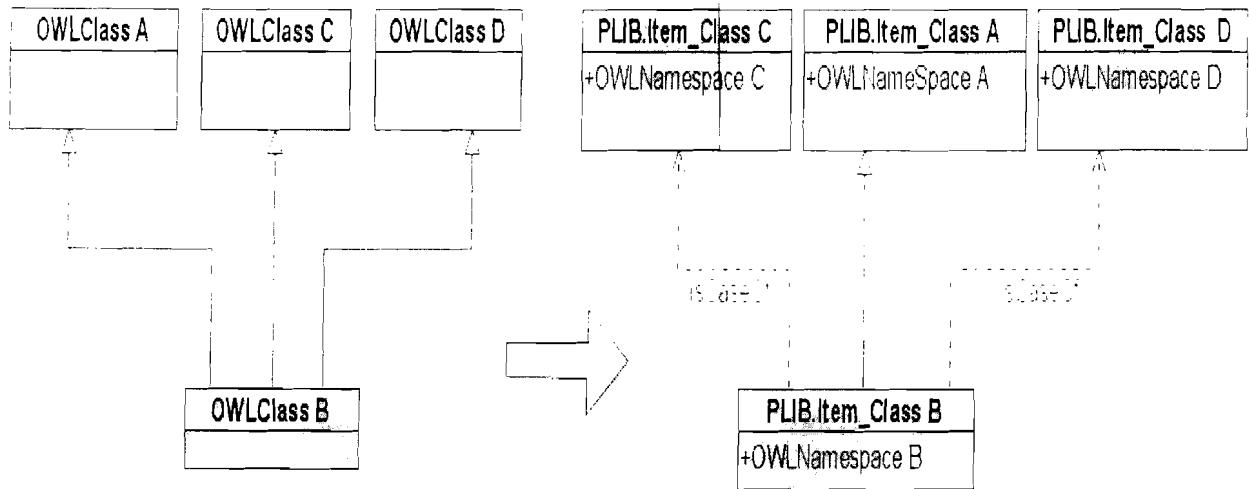 OWLClass A
OWLClass C
OWLClass D
PLIB.Item_Class C
+OWLNamespace C
PLIB.Item_Class A
+OWLNameSpace A
PLIB.Item_Class D
+OWLNamespace D
OWLClass B
PLIB.Item_Class B
+OWLNamespace B